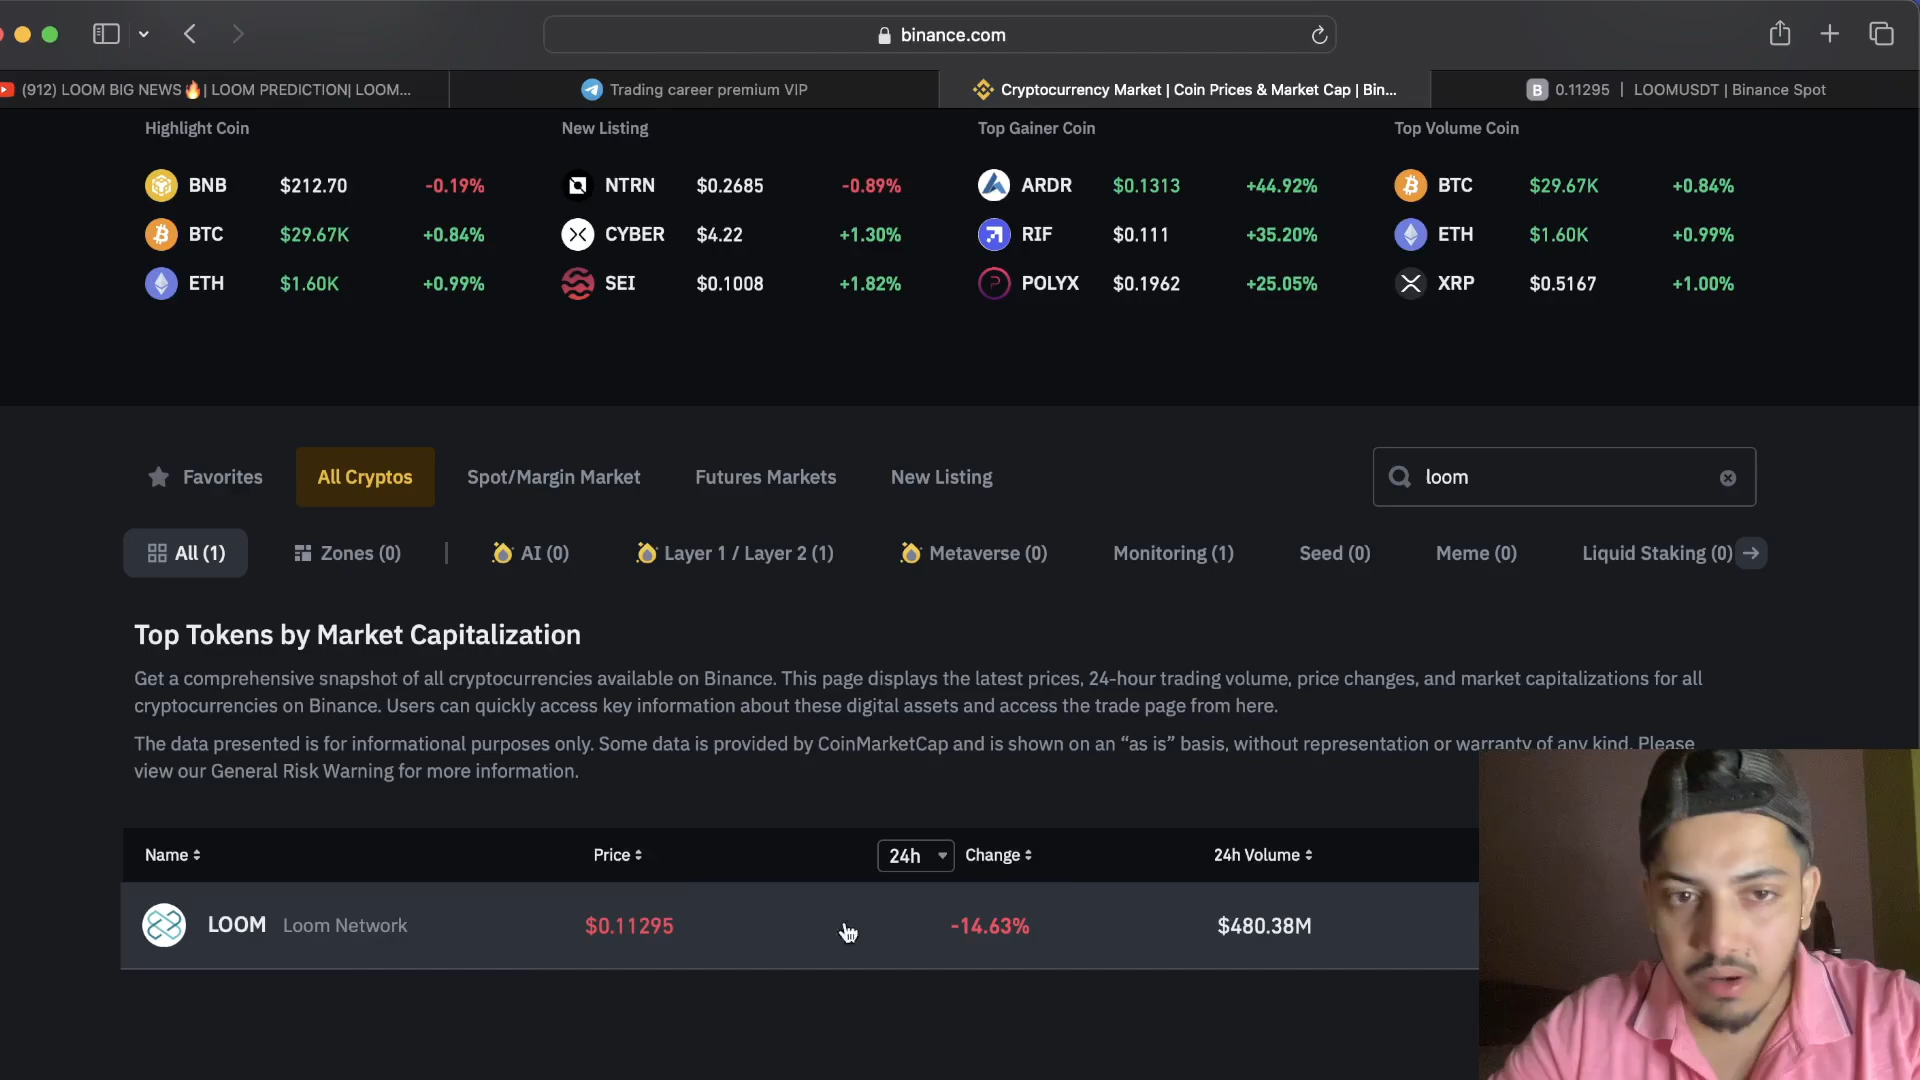 binance.com
(912) LOOM BIG NEWS🔥| LOOM PREDICTION| LOOM...
Trading career premium VIP
Cryptocurrency Market | Coin Prices & Market Cap | Bin...
B 0.11295 | LOOMUSDT | Binance Spot
Highlight Coin
BNB $212.70 -0.19%
BTC $29.67K +0.84%
ETH $1.60K +0.99%
New Listing
NTRN $0.2685 -0.89%
CYBER $4.22 +1.30%
SEI $0.1008 +1.82%
Top Gainer Coin
ARDR $0.1313 +44.92%
RIF $0.111 +35.20%
POLYX $0.1962 +25.05%
Top Volume Coin
BTC $29.67K +0.84%
ETH $1.60K +0.99%
XRP $0.5167 +1.00%
Favorites All Cryptos Spot/Margin Market Futures Markets New Listing loom
All (1) Zones (0) | AI (0) Layer 1 / Layer 2 (1) Metaverse (0) Monitoring (1) Seed (0) Meme (0) Liquid Staking (0)
Top Tokens by Market Capitalization
Get a comprehensive snapshot of all cryptocurrencies available on Binance. This page displays the latest prices, 24-hour trading volume, price changes, and market capitalizations for all
cryptocurrencies on Binance. Users can quickly access key information about these digital assets and access the trade page from here.
The data presented is for informational purposes only. Some data is provided by CoinMarketCap and is shown on an “as is” basis, without representation or warranty of any kind. Please
view our General Risk Warning for more information.
Name Price 24h Change 24h Volume
LOOM Loom Network $0.11295 -14.63% $480.38M